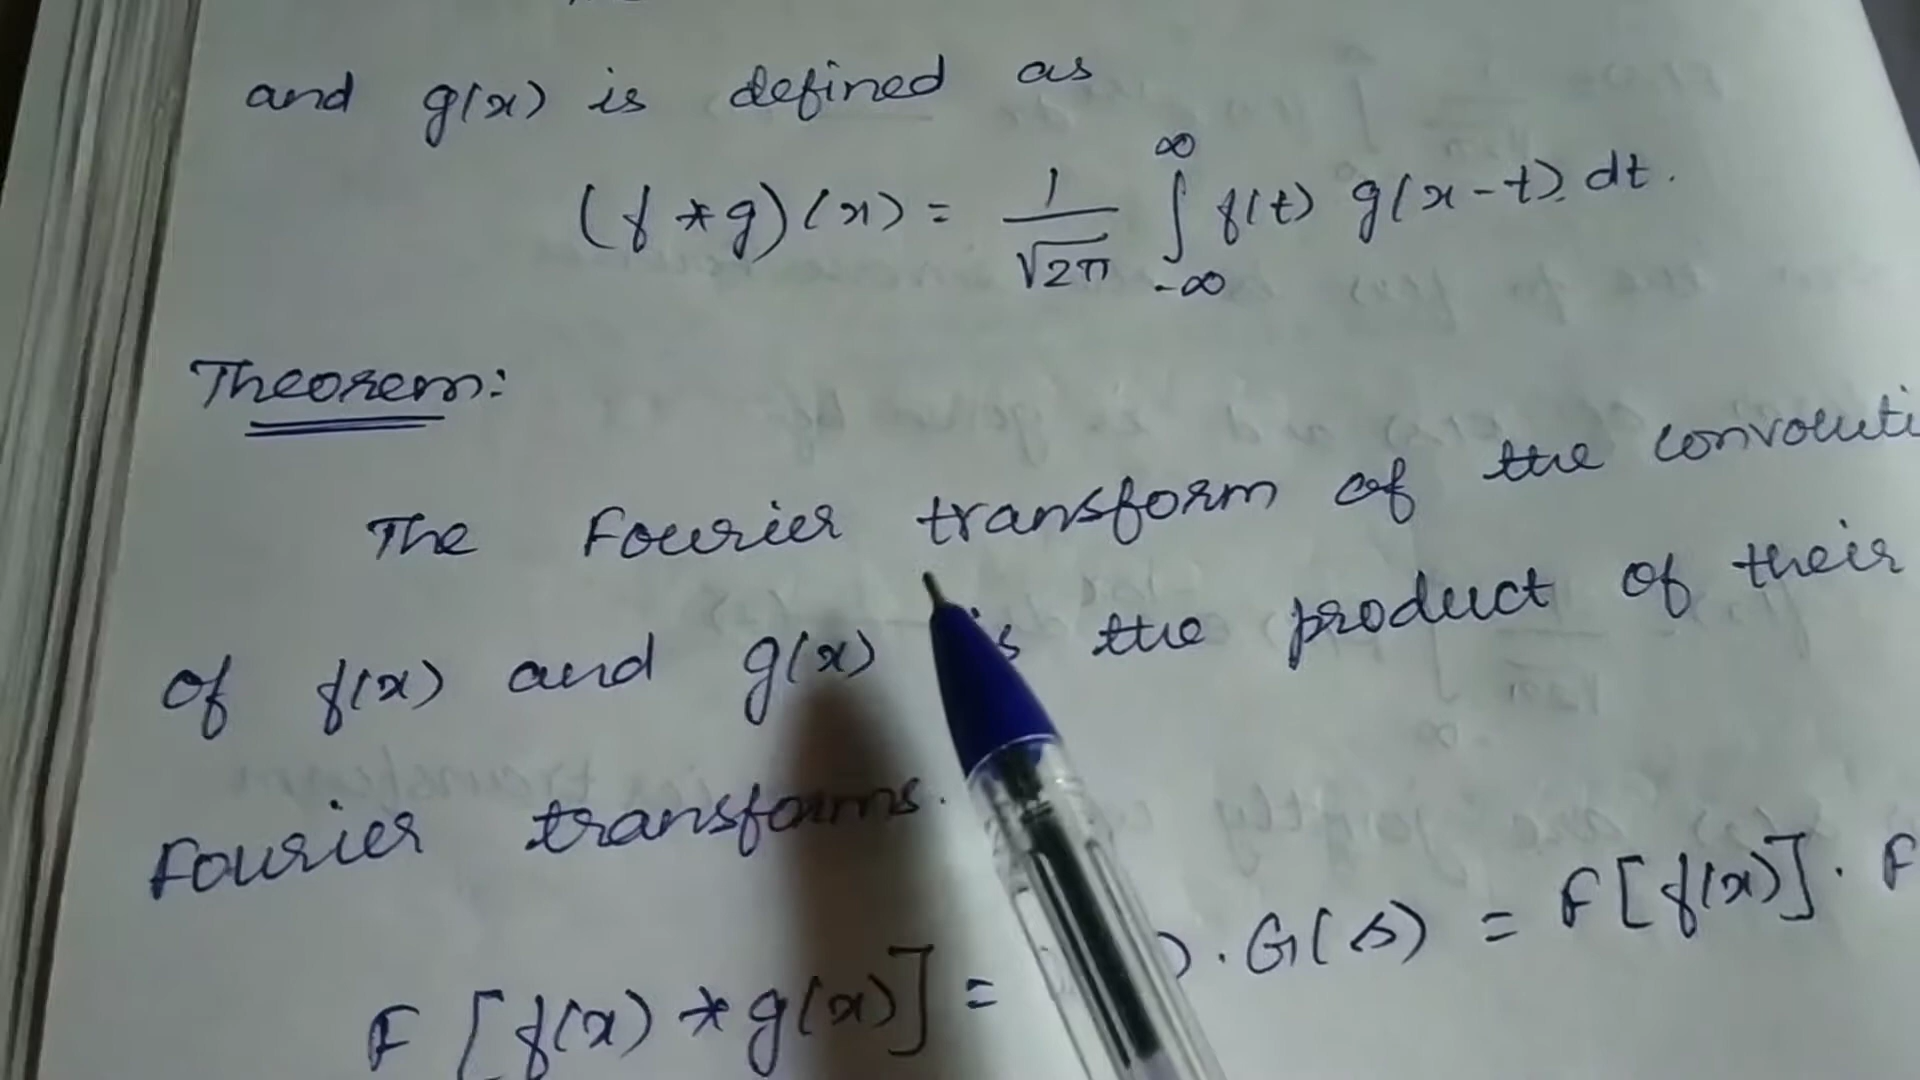 and g(x) is defined as
(f * g)(x) = 1/√2π ∫_{-∞}^{∞} f(t) g(x-t) dt.
Theorem:
The Fourier transform of the convoluti
of f(x) and g(x) is the product of their
Fourier transforms.
F [f(x) * g(x)] = ) . G(s) = F[f(x)] . F